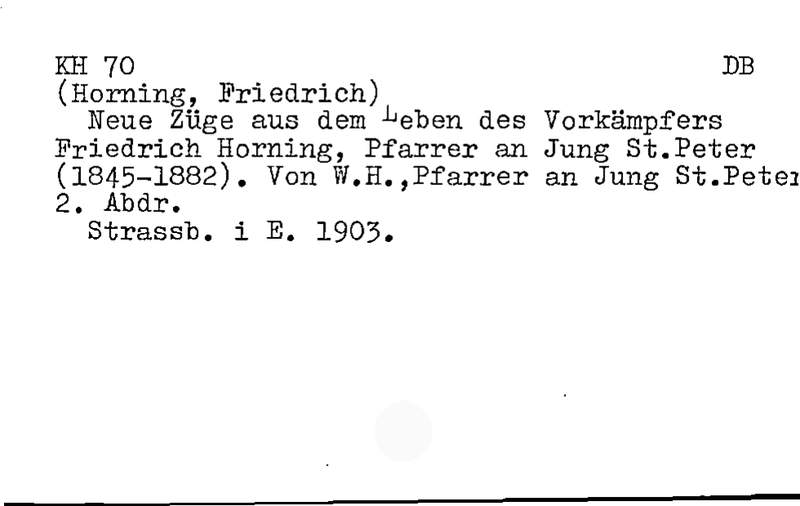 KH 70 DB
(Horning, Friedrich)
Neue Züge aus dem Leben des Vorkämpfers
Friedrich Horning, Pfarrer an Jung St.Peter
(1845-1882). Von W.H.,Pfarrer an Jung St.Peter
2. Abdr.
Strassb. i E. 1903.